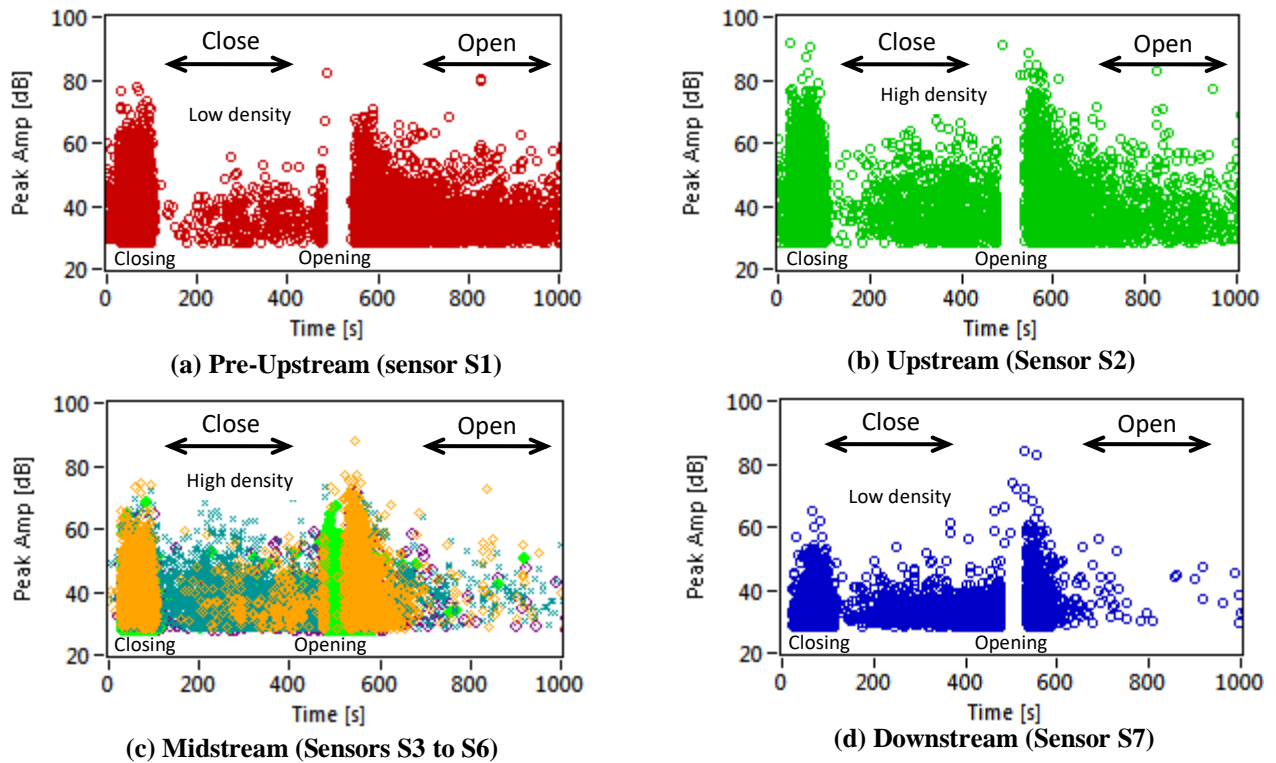 100
80
60
40
20
Peak Amp [dB]
Close
Open
Low density
Closing
Opening
0 200 400 600 800 1000
Time [s]
(a) Pre-Upstream (sensor S1)
100
80
60
40
20
Peak Amp [dB]
Close
Open
High density
Closing
Opening
0 200 400 600 800 1000
Time [s]
(b) Upstream (Sensor S2)
100
80
60
40
20
Peak Amp [dB]
Close
Open
High density
Closing
Opening
0 200 400 600 800 1000
Time [s]
(c) Midstream (Sensors S3 to S6)
100
80
60
40
20
Peak Amp [dB]
Close
Open
Low density
Closing
Opening
0 200 400 600 800 1000
Time [s]
(d) Downstream (Sensor S7)